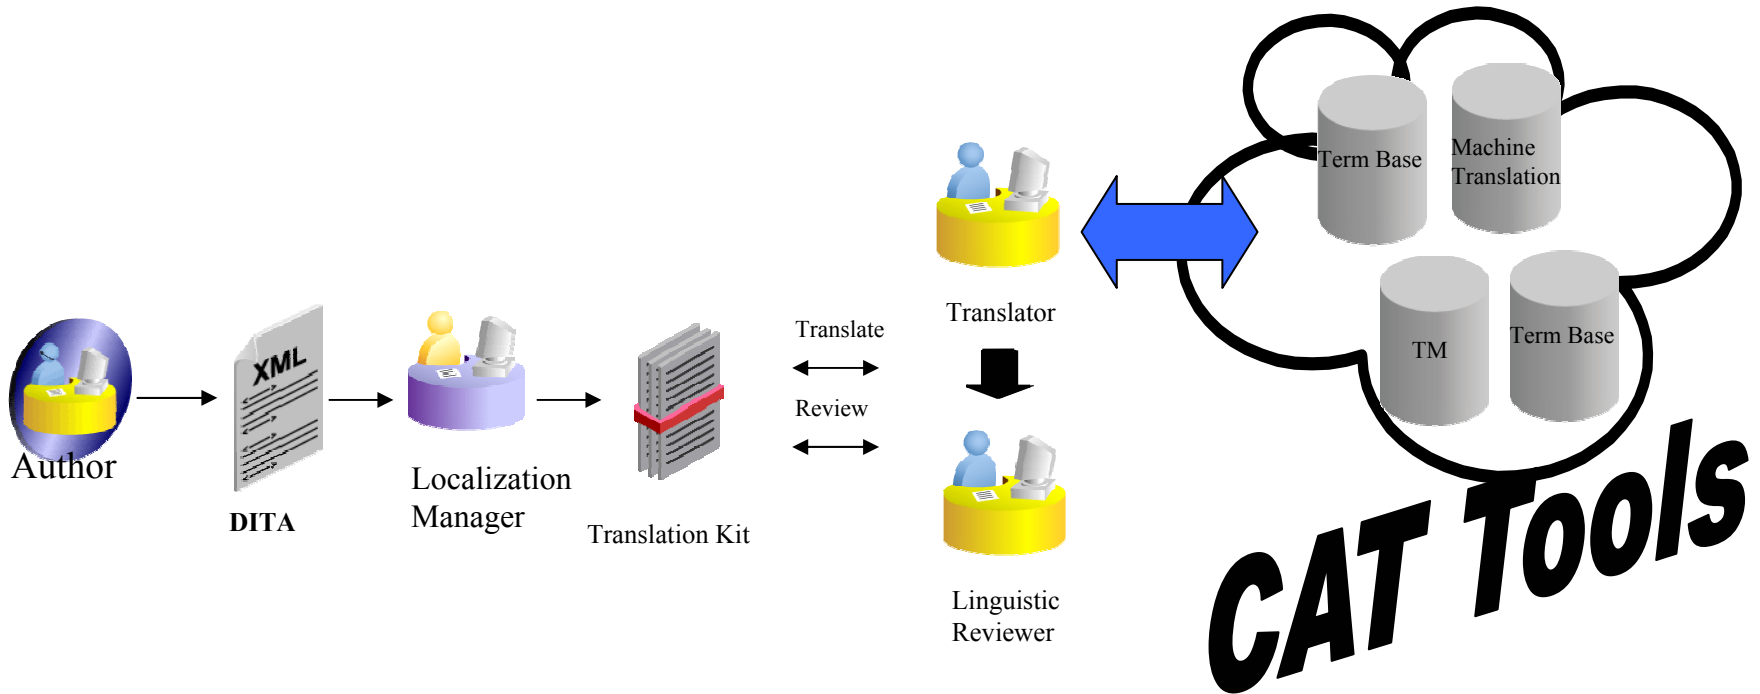 Author
XML
DITA
Localization
Manager
Translation Kit
Translate
Review
Translator
Linguistic
Reviewer
Term Base
Machine
Translation
TM
Term Base
CAT Tools